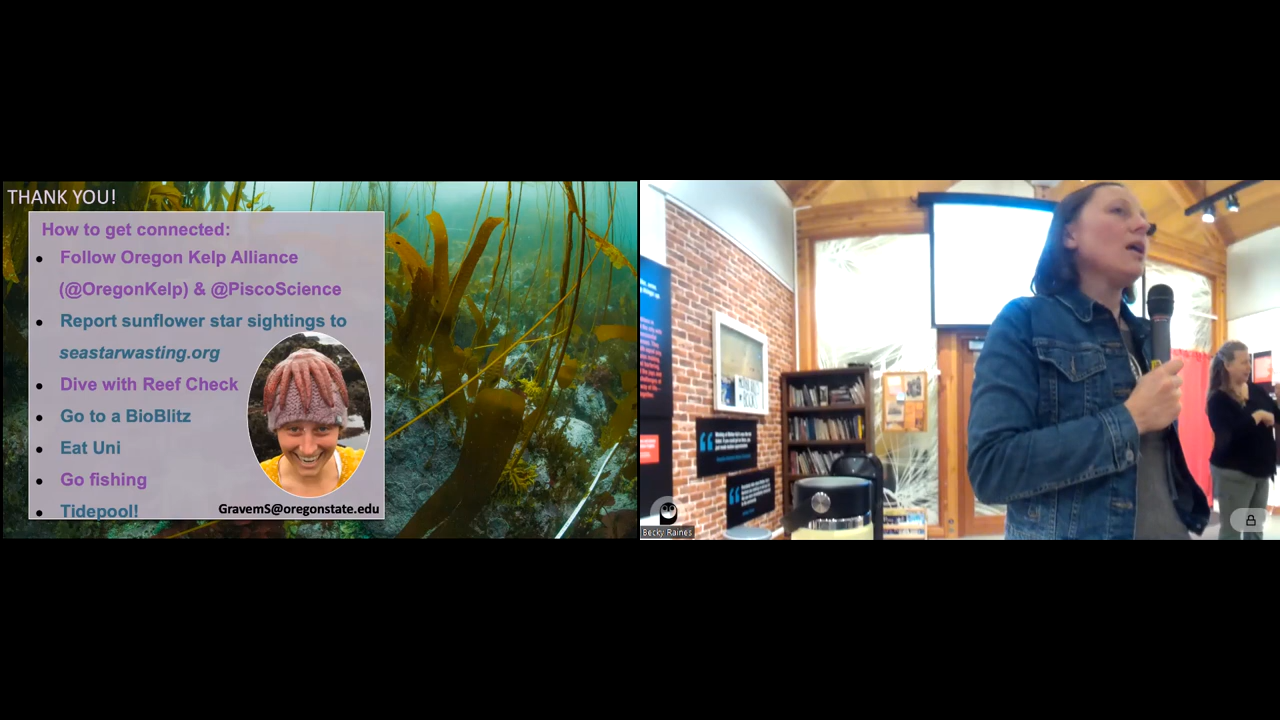 THANK YOU!
How to get connected:
Follow Oregon Kelp Alliance
(@OregonKelp) & @PiscoScience
Report sunflower star sightings to
seastarwasting.org
Dive with Reef Check
Go to a BioBlitz
Eat Uni
Go fishing
Tidepool!
GravemS@oregonstate.edu
Becky Raines